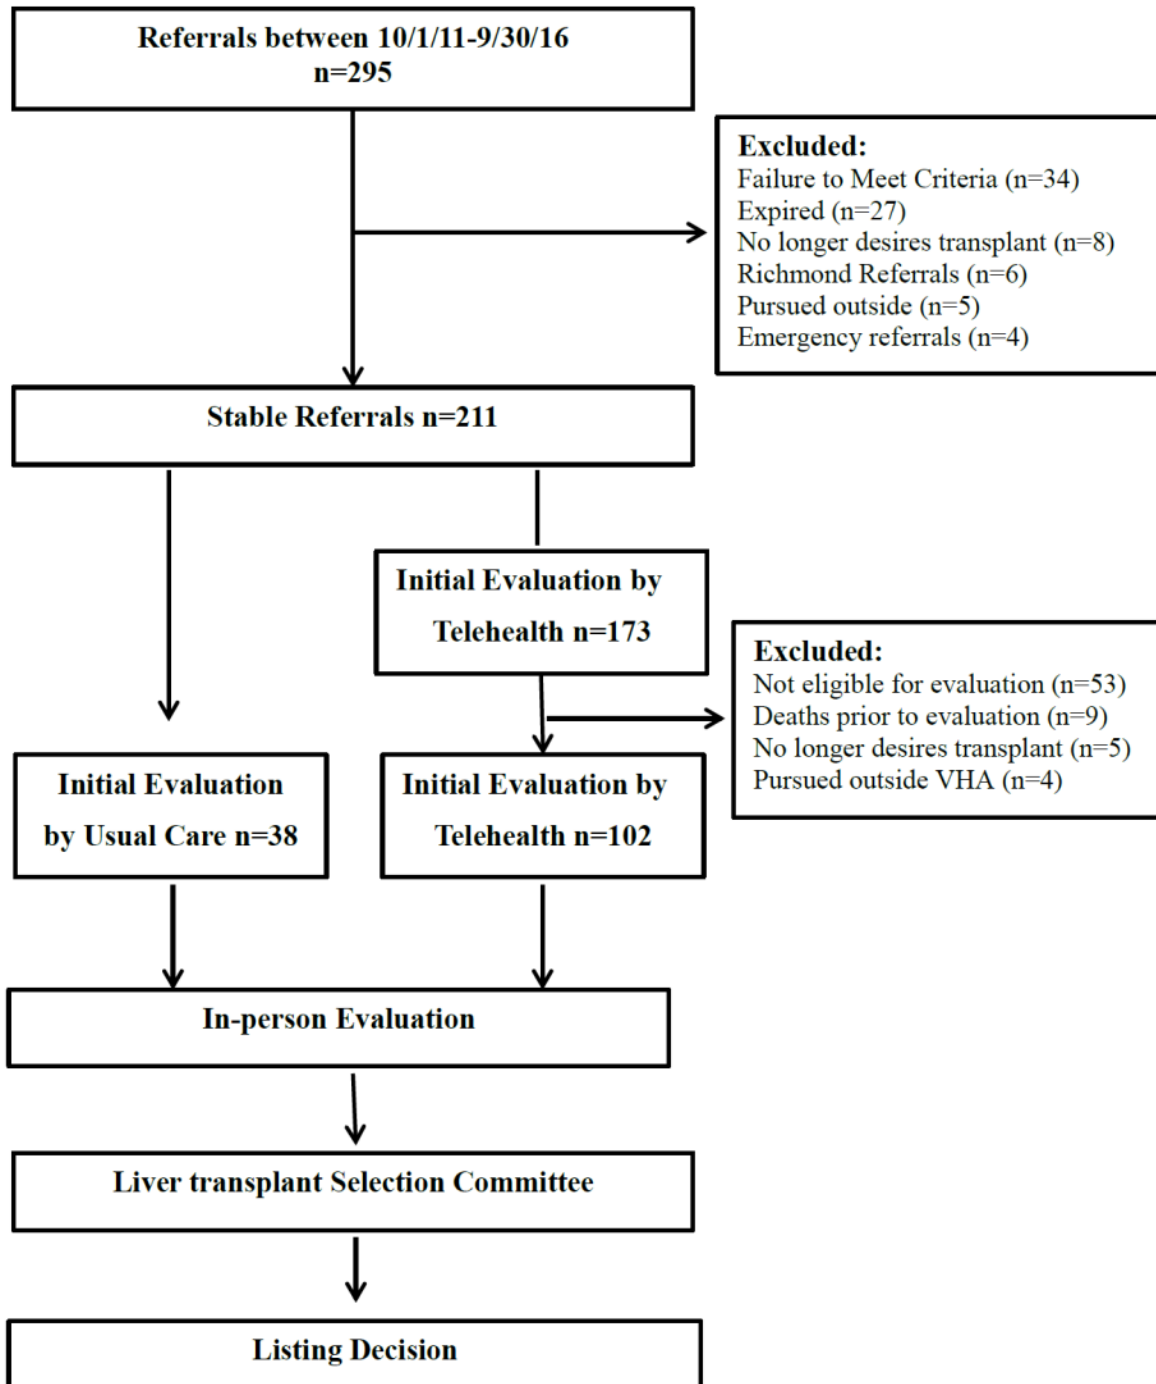 Referrals between 10/1/11-9/30/16
n=295
Excluded:
Failure to Meet Criteria (n=34)
Expired (n=27)
No longer desires transplant (n=8)
Richmond Referrals (n=6)
Pursued outside (n=5)
Emergency referrals (n=4)
Stable Referrals n=211
Initial Evaluation by
Telehealth n=173
Excluded:
Not eligible for evaluation (n=53)
Deaths prior to evaluation (n=9)
No longer desires transplant (n=5)
Pursued outside VHA (n=4)
Initial Evaluation
by Usual Care n=38
Initial Evaluation by
Telehealth n=102
In-person Evaluation
Liver transplant Selection Committee
Listing Decision